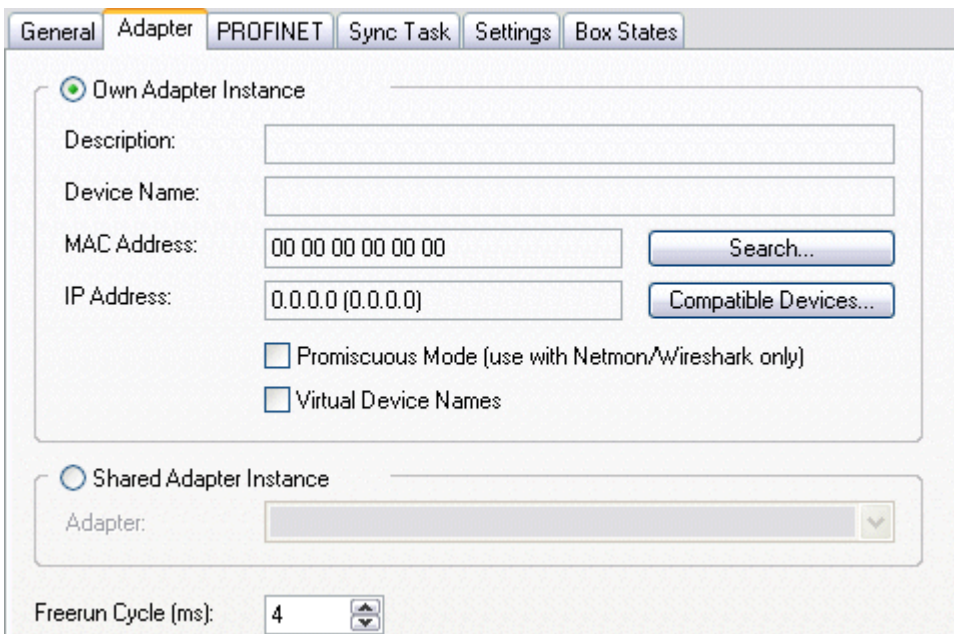 General Adapter PROFINET Sync Task Settings Box States
Own Adapter Instance
Description:
Device Name:
MAC Address: 00 00 00 00 00 00 Search...
IP Address: 0.0.0.0 (0.0.0.0) Compatible Devices...
Promiscuous Mode (use with Netmon/Wireshark only)
Virtual Device Names
Shared Adapter Instance
Adapter:
Freerun Cycle (ms): 4